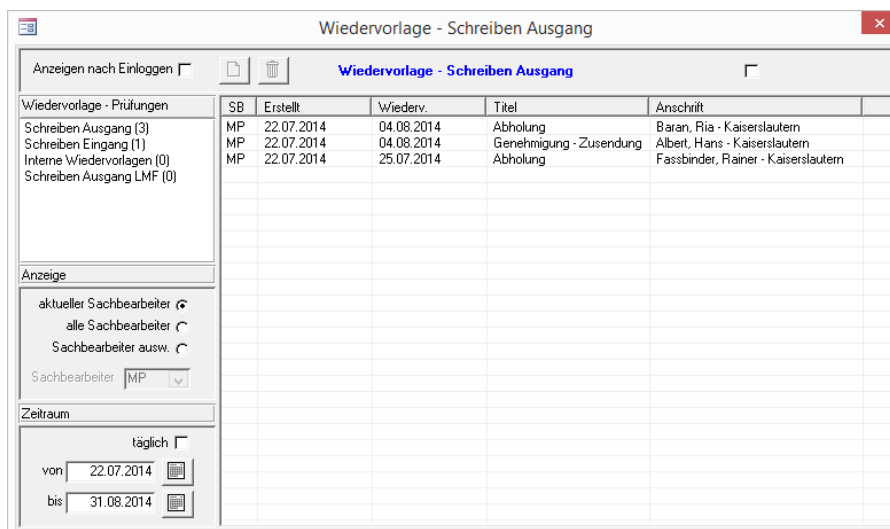 Wiedervorlage - Schreiben Ausgang
Anzeigen nach Einloggen
Wiedervorlage - Schreiben Ausgang
Wiedervorlage - Prüfungen
Schreiben Ausgang (3)
Schreiben Eingang (1)
Interne Wiedervorlagen (0)
Schreiben Ausgang LMF (0)
SB Erstellt Wiederv. Titel Anschrift
MP 22.07.2014 04.08.2014 Abholung Baran, Ria - Kaiserslautern
MP 22.07.2014 04.08.2014 Genehmigung - Zusendung Albert, Hans - Kaiserslautern
MP 22.07.2014 25.07.2014 Abholung Fassbinder, Rainer - Kaiserslautern
Anzeige
aktueller Sachbearbeiter
alle Sachbearbeiter
Sachbearbeiter ausw.
Sachbearbeiter MP
Zeitraum
täglich
von 22.07.2014
bis 31.08.2014